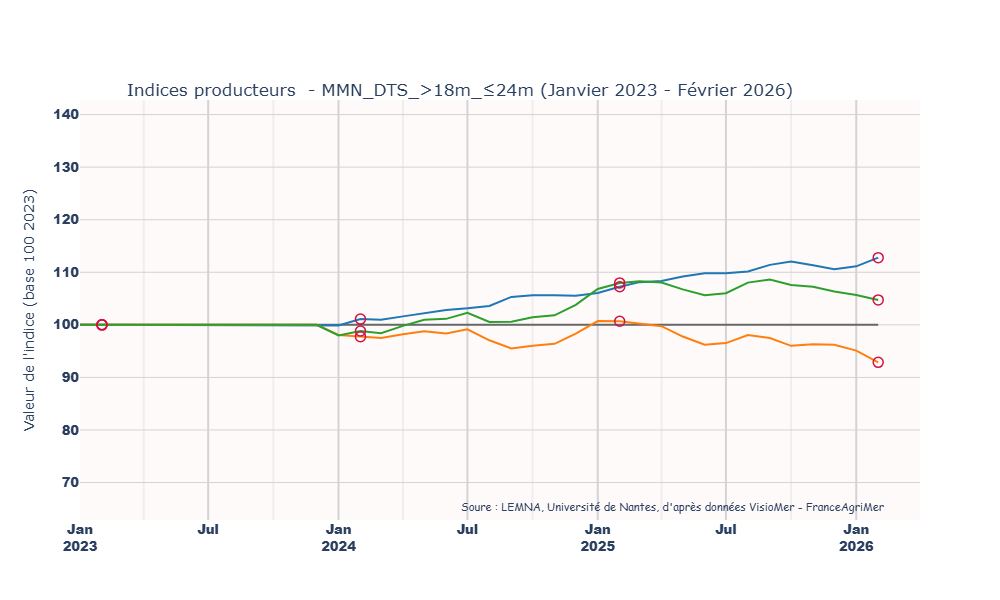 Indices producteurs  - MMN_DTS_>18m_≤24m (Janvier 2023 - Février 2026)
Valeur de l'indice (base 100 2023)
140
130
120
110
100
90
80
70
Soure : LEMNA, Université de Nantes, d'après données VisioMer - FranceAgriMer
Jan
2023
Jul
Jan
2024
Jul
Jan
2025
Jul
Jan
2026